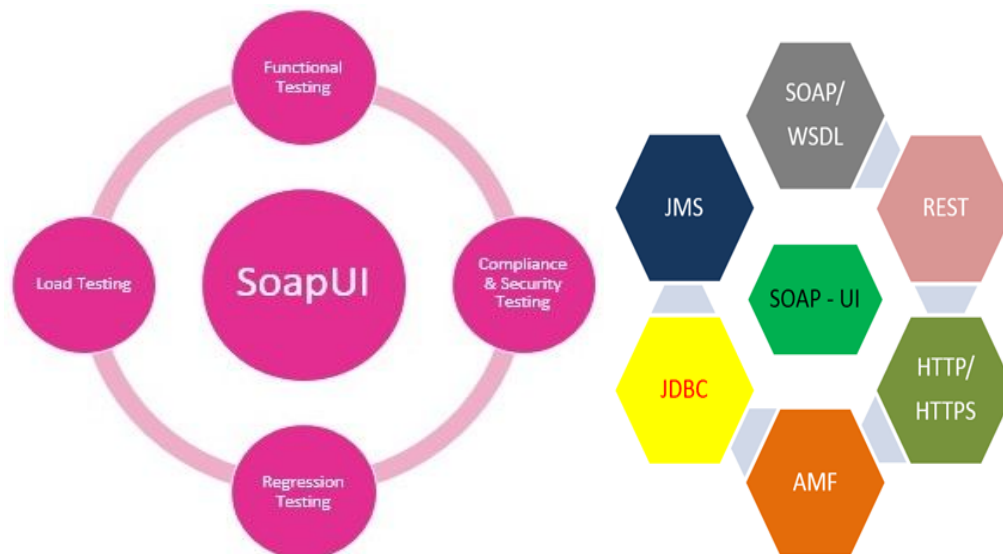 Functional
Testing
Load Testing
SoapUI
Compliance
& Security
Testing
Regression
Testing
SOAP/
WSDL
JMS
REST
SOAP - UI
JDBC
HTTP/
HTTPS
AMF